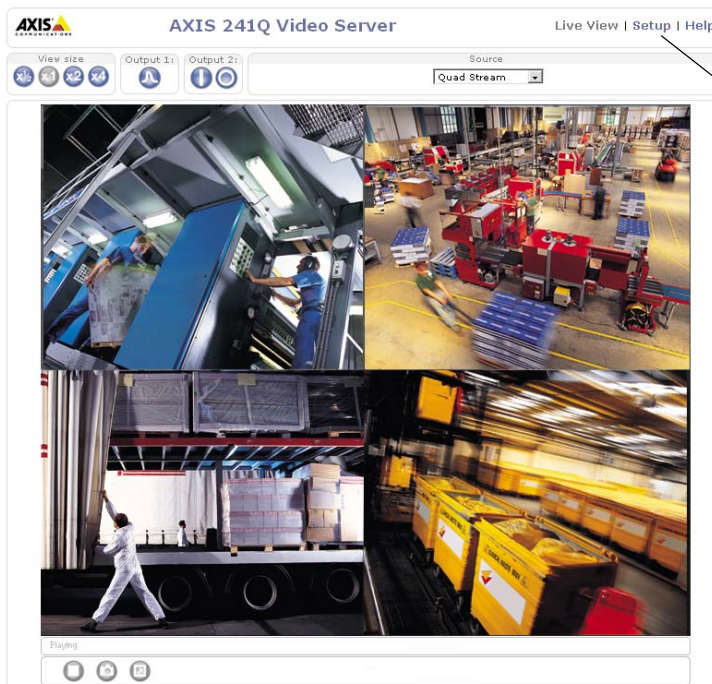 AXIS
COMMUNICATIONS
AXIS 241Q Video Server
Live View | Setup | Help
View size
x½ x1 x2 x4
Output 1:
Output 2:
Source
Quad Stream
Playing